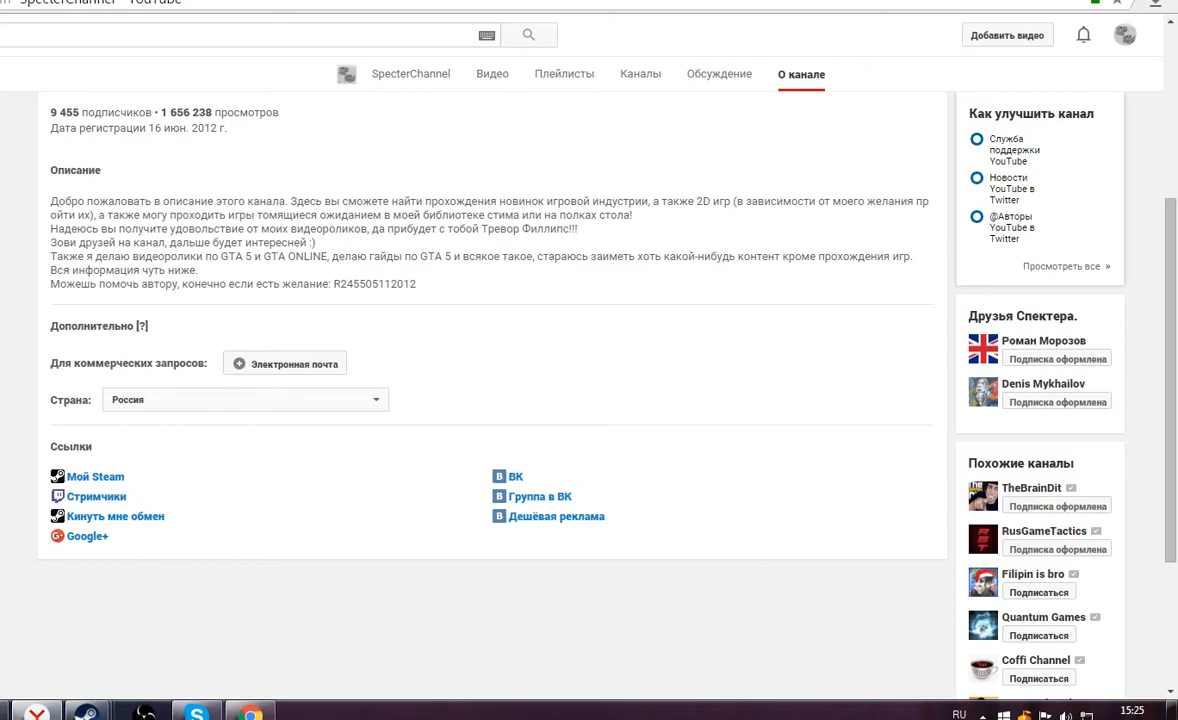 SpecterChannel - YouTube
Добавить видео
SpecterChannel Видео Плейлисты Каналы Обсуждение О канале
9 455 подписчиков • 1 656 238 просмотров
Дата регистрации 16 июн. 2012 г.
Описание
Добро пожаловать в описание этого канала. Здесь вы сможете найти прохождения новинок игровой индустрии, а также 2D игр (в зависимости от моего желания пр
ойти их), а также могу проходить игры томящиеся ожиданием в моей библиотеке стима или на полках стола!
Надеюсь вы получите удовольствие от моих видеороликов, да прибудет с тобой Тревор Филлипс!!!
Зови друзей на канал, дальше будет интересней :)
Также я делаю видеоролики по GTA 5 и GTA ONLINE, делаю гайды по GTA 5 и всякое такое, стараюсь заиметь хоть какой-нибудь контент кроме прохождения игр.
Вся информация чуть ниже.
Можешь помочь автору, конечно если есть желание: R245505112012
Дополнительно [?]
Для коммерческих запросов: Электронная почта
Страна: Россия
Ссылки
Мой Steam
Стримчики
Кинуть мне обмен
Google+
ВК
Группа в ВК
Дешёвая реклама
Как улучшить канал
Служба
поддержки
YouTube
Новости
YouTube в
Twitter
@Авторы
YouTube в
Twitter
Просмотреть все »
Друзья Спектера.
Роман Морозов
Подписка оформлена
Denis Mykhailov
Подписка оформлена
Похожие каналы
TheBrainDit
Подписка оформлена
RusGameTactics
Подписка оформлена
Filipin is bro
Подписаться
Quantum Games
Подписаться
Coffi Channel
Подписаться
RU
15:25